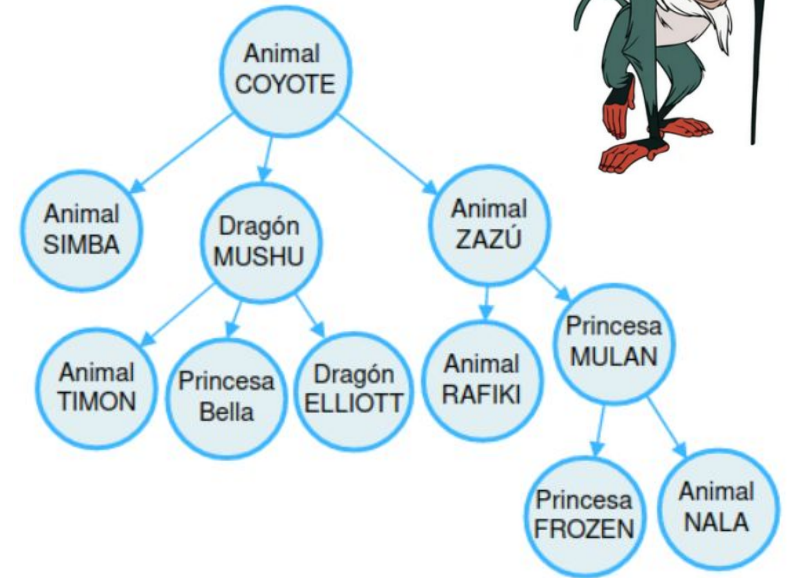 Animal
COYOTE
Animal
SIMBA
Dragón
MUSHU
Animal
ZAZÚ
Animal
TIMON
Princesa
Bella
Dragón
ELLIOTT
Animal
RAFIKI
Princesa
MULAN
Princesa
FROZEN
Animal
NALA